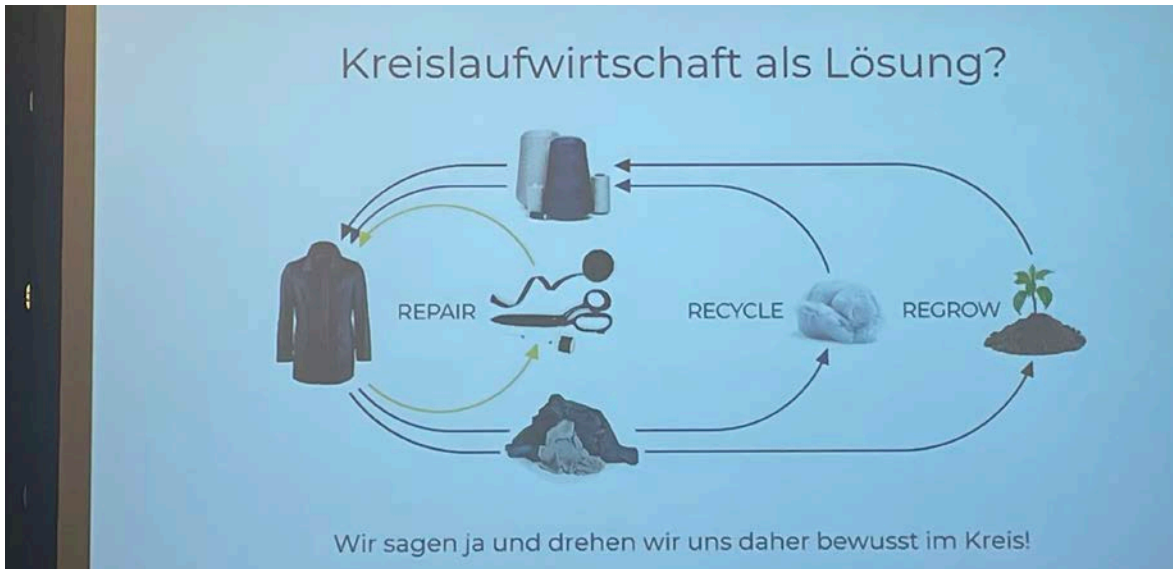 Kreislaufwirtschaft als Lösung?
REPAIR
RECYCLE
REGROW
Wir sagen ja und drehen wir uns daher bewusst im Kreis!